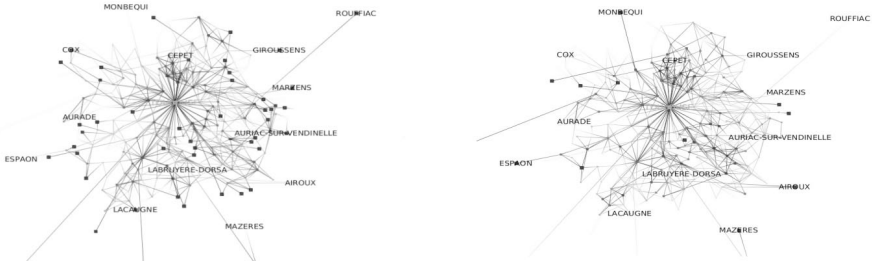 MONBEQUI
ROUFFIAC
COX
CEPET
GIROUSSENS
MARZENS
AURADE
AURIAC-SUR-VENDINELLE
ESPAON
LABRUYERE-DORSA
AIROUX
LACAUGNE
MAZERES
MONBEQUI
ROUFFIAC
COX
CEPET
GIROUSSENS
MARZENS
AURADE
AURIAC-SUR-VENDINELLE
ESPAON
LABRUYERE-DORSA
AIROUX
LACAUGNE
MAZERES